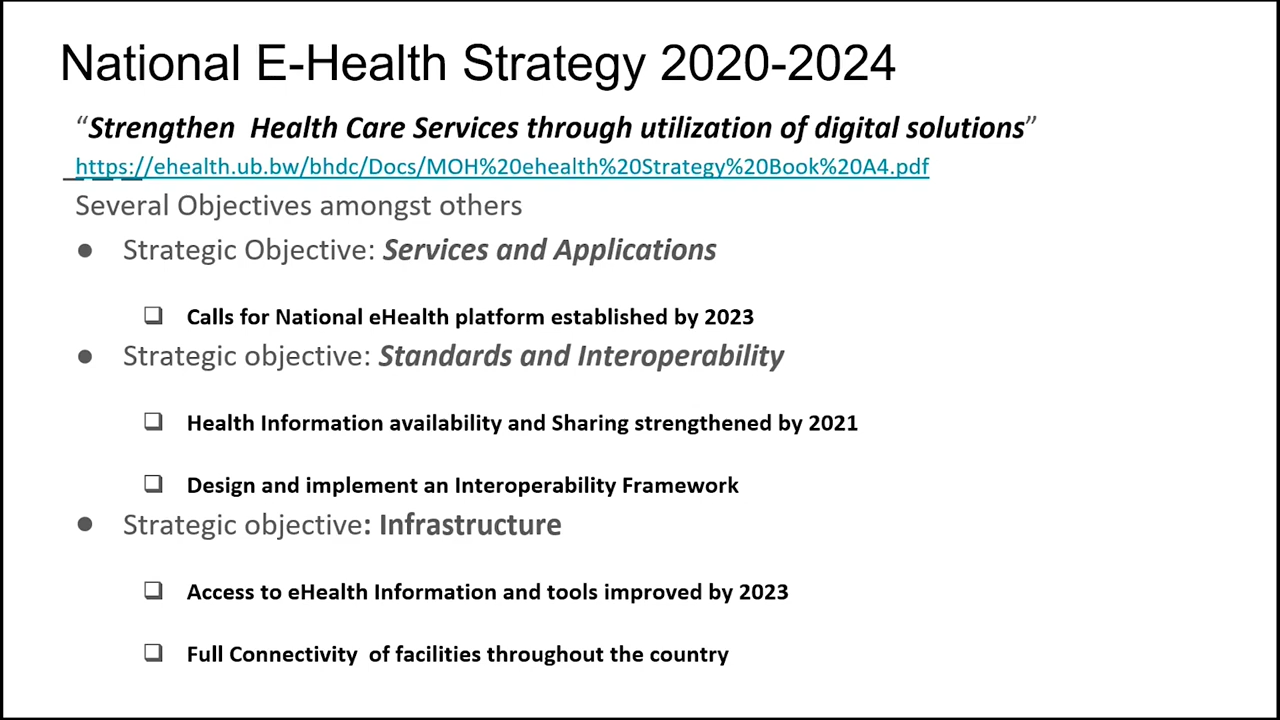 National E-Health Strategy 2020-2024
“Strengthen Health Care Services through utilization of digital solutions”
https://ehealth.ub.bw/bhdc/Docs/MOH%20ehealth%20Strategy%20Book%20A4.pdf
Several Objectives amongst others
● Strategic Objective: Services and Applications
❑ Calls for National eHealth platform established by 2023
● Strategic objective: Standards and Interoperability
❑ Health Information availability and Sharing strengthened by 2021
❑ Design and implement an Interoperability Framework
● Strategic objective: Infrastructure
❑ Access to eHealth Information and tools improved by 2023
❑ Full Connectivity of facilities throughout the country